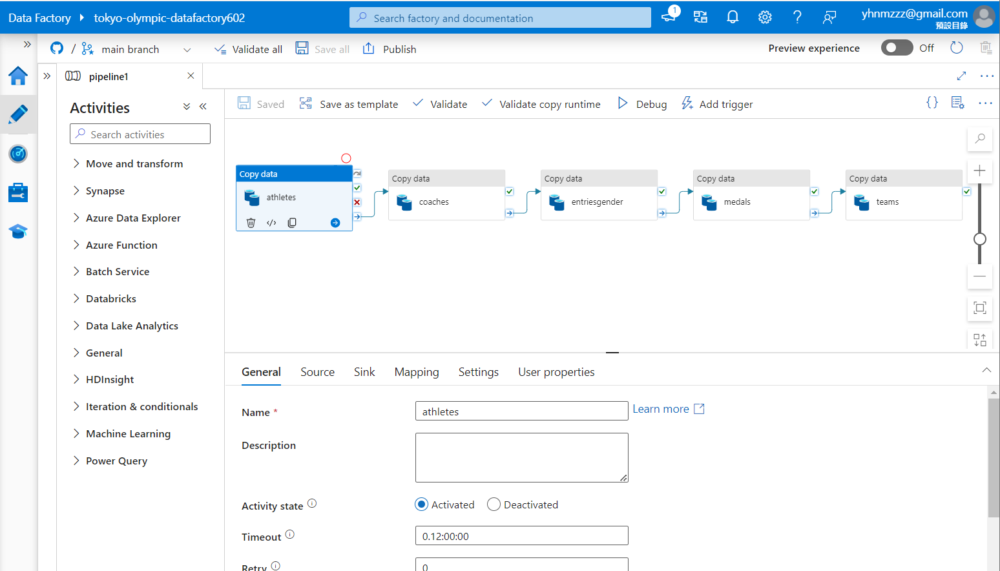 Data Factory
tokyo-olympic-datafactory602
Search factory and documentation
1
yhnmzzz@gmail.com
預設目錄
/
main branch
Validate all
Save all
Publish
Preview experience
Off
pipeline1
Activities
Search activities
Move and transform
Synapse
Azure Data Explorer
Azure Function
Batch Service
Databricks
Data Lake Analytics
General
HDInsight
Iteration & conditionals
Machine Learning
Power Query
Saved
Save as template
Validate
Validate copy runtime
Debug
Add trigger
{}
Copy data
athletes
Copy data
coaches
Copy data
entriesgender
Copy data
medals
Copy data
teams
General
Source
Sink
Mapping
Settings
User properties
Name *
athletes
Learn more
Description
Activity state
Activated
Deactivated
Timeout
0.12:00:00
Retry
0